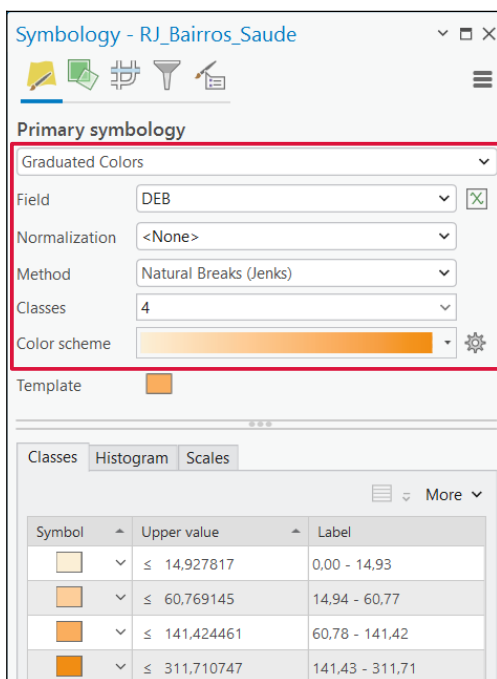 Symbology - RJ_Bairros_Saude
Primary symbology
Graduated Colors
Field DEB
Normalization <None>
Method Natural Breaks (Jenks)
Classes 4
Color scheme
Template
Classes Histogram Scales
More
Symbol Upper value Label
≤ 14,927817 0,00 - 14,93
≤ 60,769145 14,94 - 60,77
≤ 141,424461 60,78 - 141,42
≤ 311,710747 141,43 - 311,71